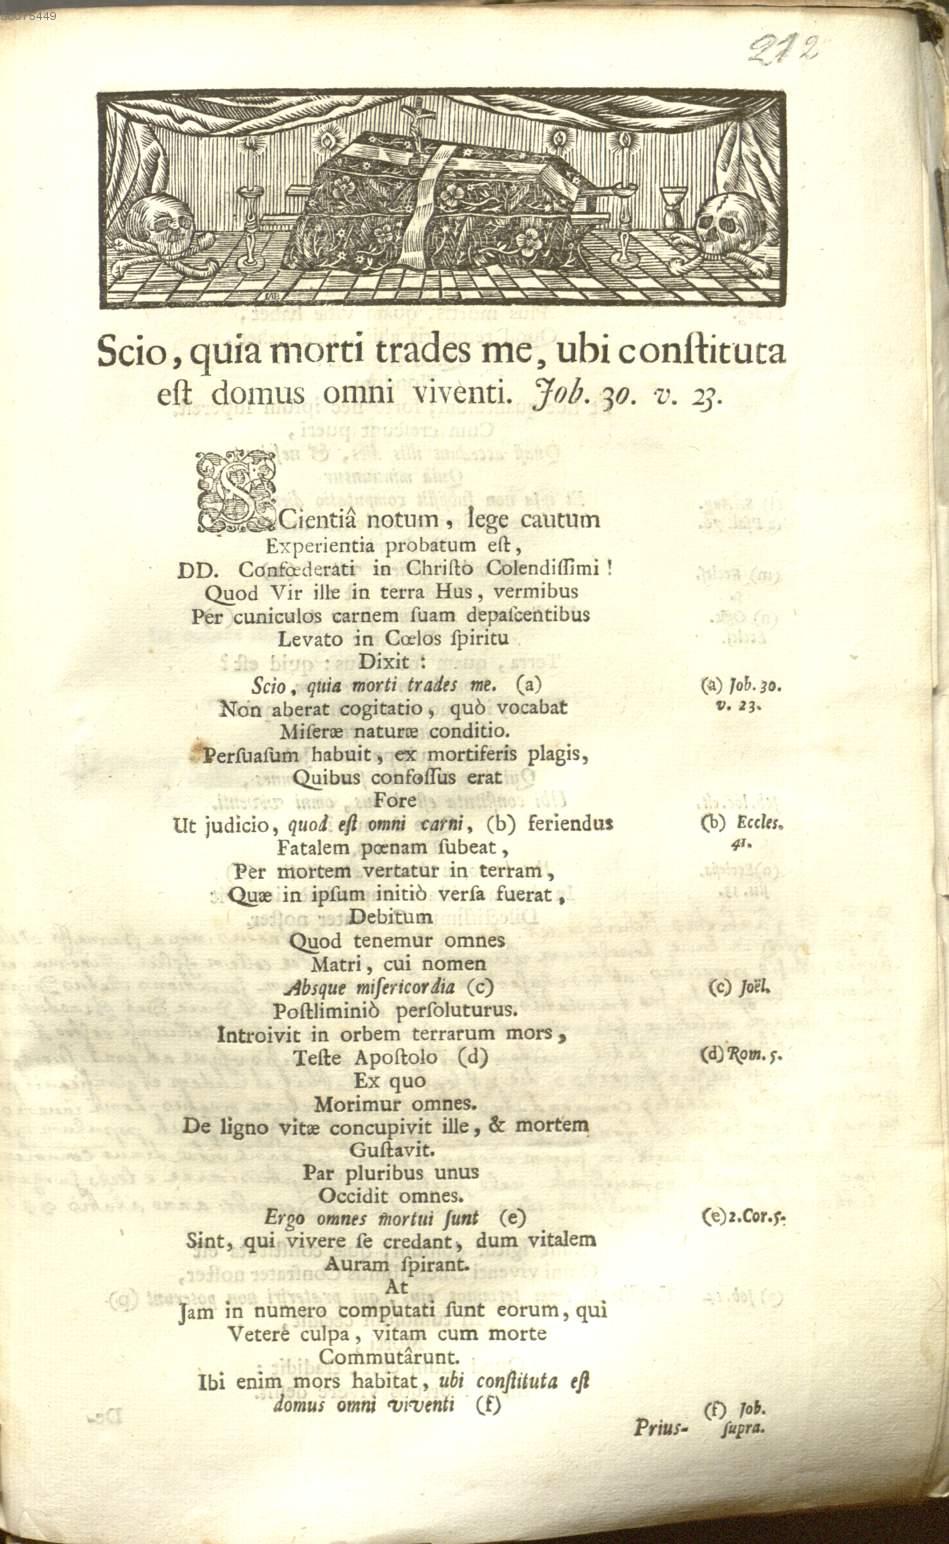 212
Scio, quia morti trades me, ubi conſtituta
eſt domus omni viventi. Job. 30. v. 23.
SCientiâ notum, lege cautum
Experientia probatum eſt,
DD. Confœderati in Chriſto Colendiſſimi!
Quod Vir ille in terra Hus, vermibus
Per cuniculos carnem ſuam depaſcentibus
Levato in Cœlos ſpiritu
Dixit:
Scio, quia morti trades me. (a) (a) Job. 30.
Non aberat cogitatio, quò vocabat v. 23.
Miſeræ naturæ conditio.
Perſuaſum habuit, ex mortiferis plagis,
Quibus confoſſus erat
Fore
Ut judicio, quod eſt omni carni, (b) feriendus (b) Eccles.
Fatalem pœnam ſubeat, 41.
Per mortem vertatur in terram,
Quæ in ipſum initiò verſa fuerat,
Debitum
Quod tenemur omnes
Matri, cui nomen
Absque miſericordia (c) (c) Joël.
Poſtliminiò perſoluturus.
Introivit in orbem terrarum mors,
Teſte Apoſtolo (d) (d) Rom. 5.
Ex quo
Morimur omnes.
De ligno vitæ concupivit ille, & mortem
Guſtavit.
Par pluribus unus
Occidit omnes.
Ergo omnes mortui ſunt (e) (e) 2. Cor. 5.
Sint, qui vivere ſe credant, dum vitalem
Auram ſpirant.
At
Jam in numero computati ſunt eorum, qui
Veterè culpa, vitam cum morte
Commutârunt.
Ibi enim mors habitat, ubi conſtituta eſt
domus omni viventi (f) (f) Job.
Prius- ſupra.